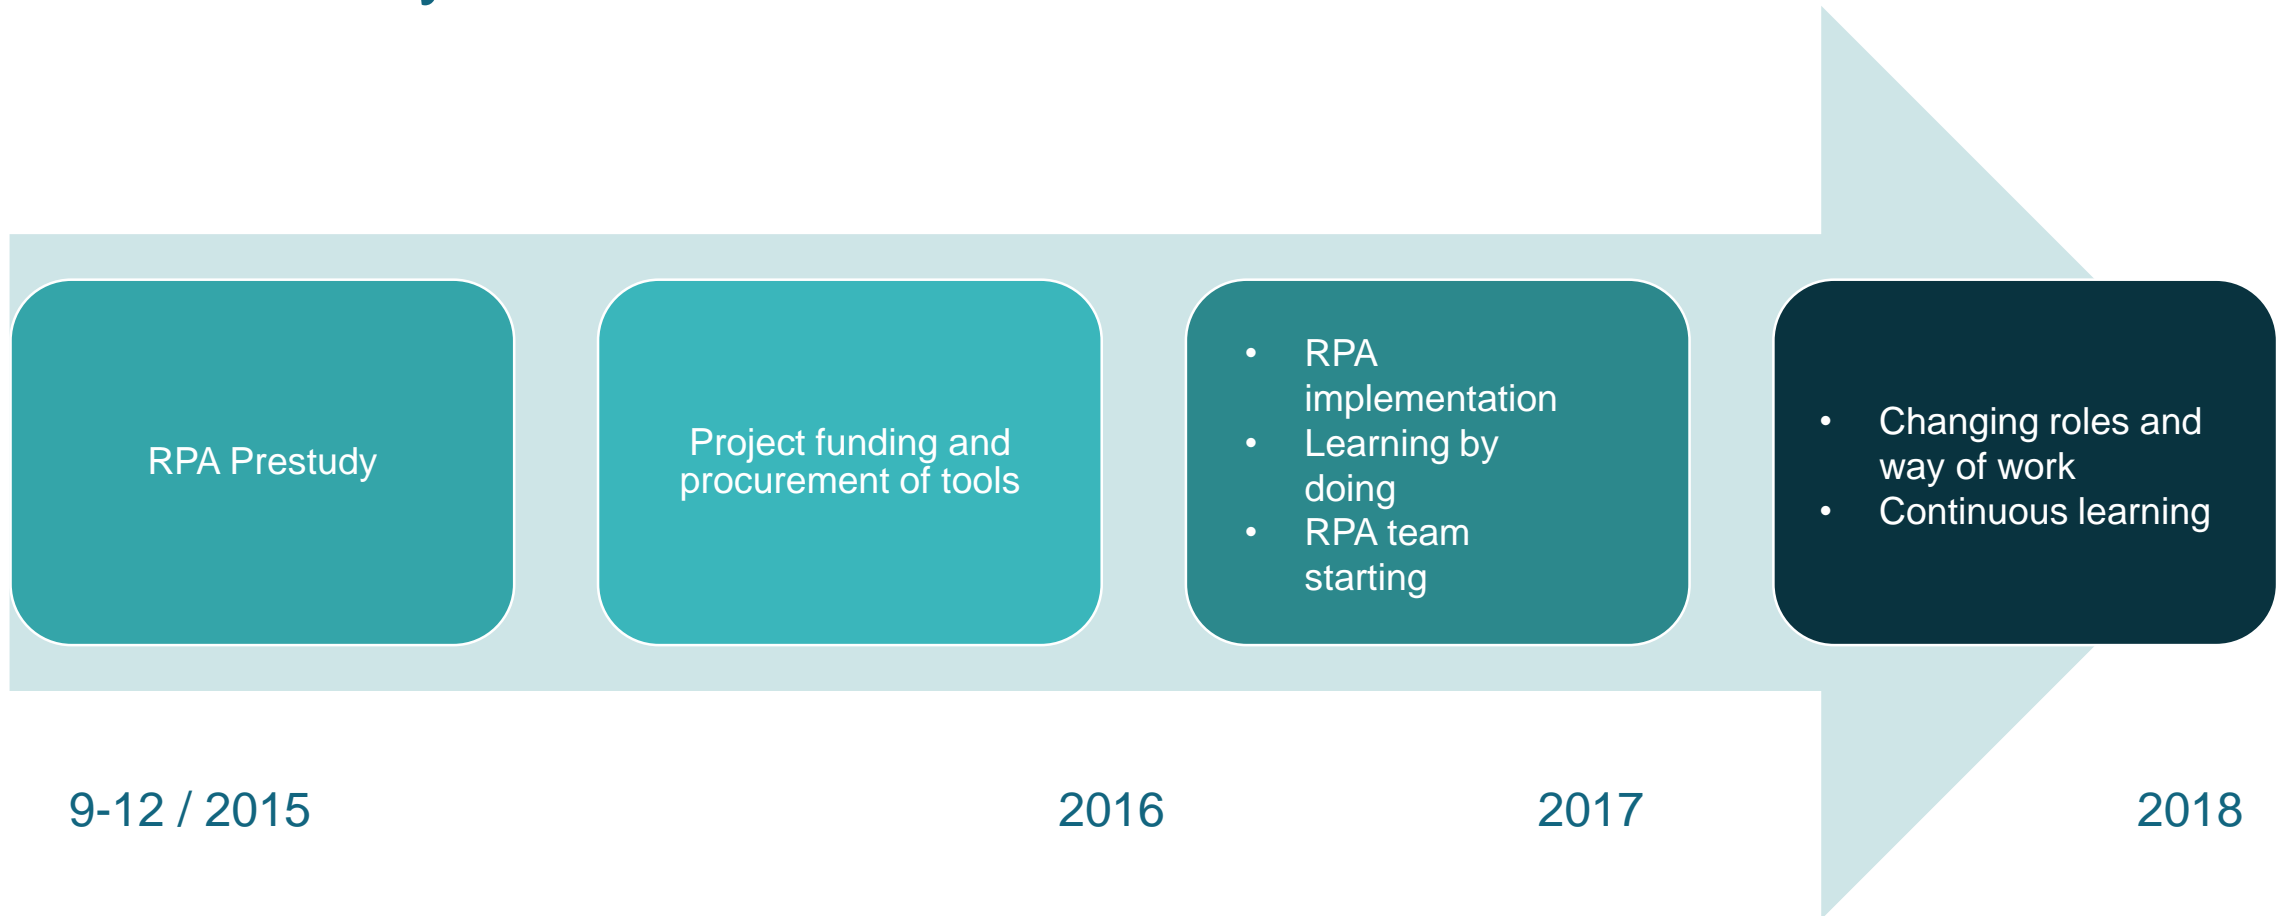 RPA Prestudy
Project funding and
procurement of tools
• RPA
implementation
• Learning by
doing
• RPA team
starting
• Changing roles and
way of work
• Continuous learning
9-12 / 2015
2016
2017
2018